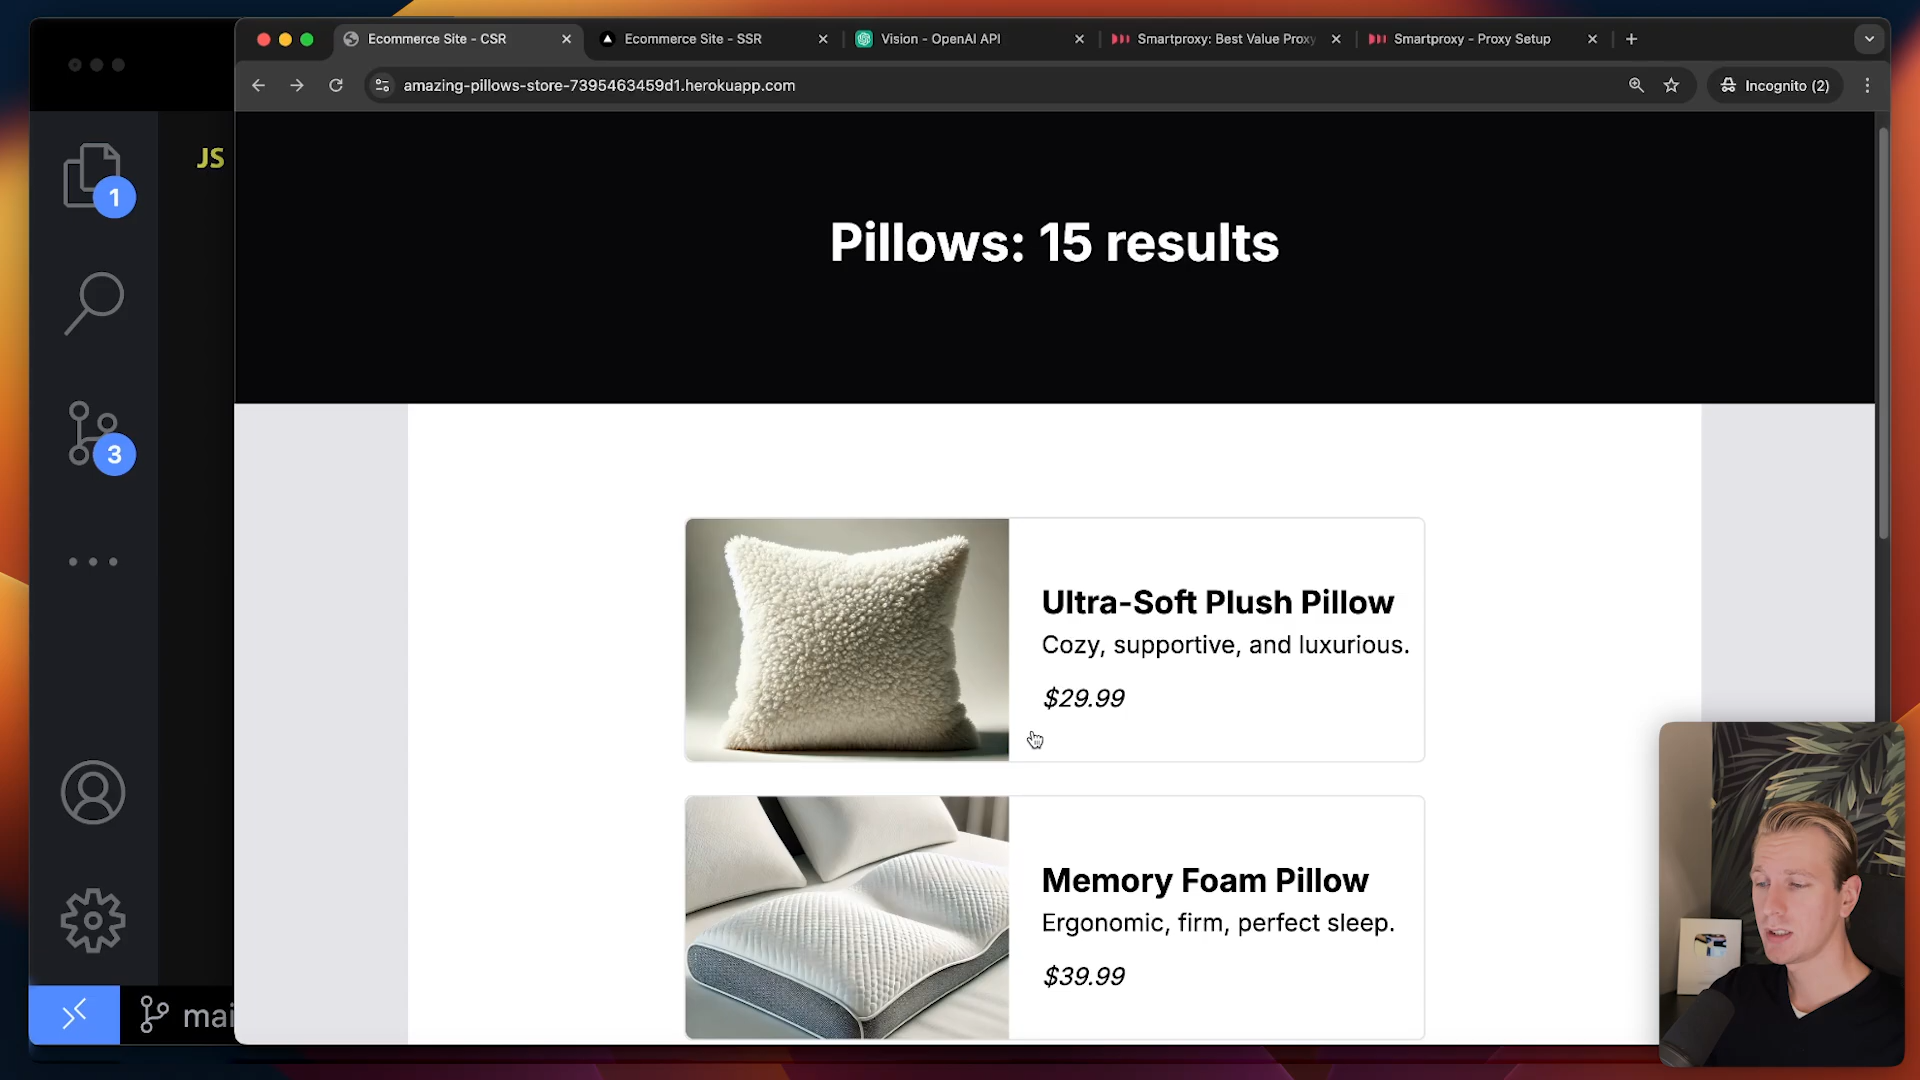 Ecommerce Site - CSR
Ecommerce Site - SSR
Vision - OpenAI API
Smartproxy: Best Value Proxy
Smartproxy - Proxy Setup
amazing-pillows-store-7395463459d1.herokuapp.com
Incognito (2)
JS
1
3
mai
Pillows: 15 results
Ultra-Soft Plush Pillow
Cozy, supportive, and luxurious.
$29.99
Memory Foam Pillow
Ergonomic, firm, perfect sleep.
$39.99